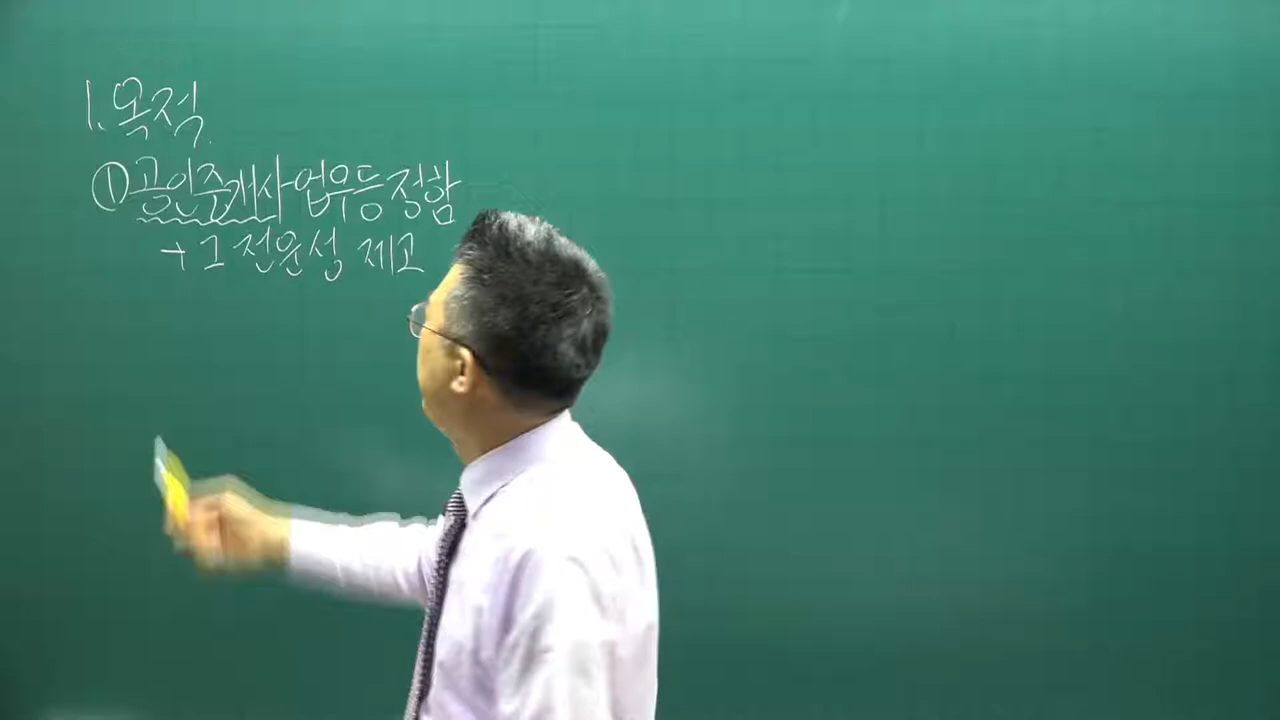 1. 목적
① 공인중개사 업무등 정함
+ 그 전문성 제고